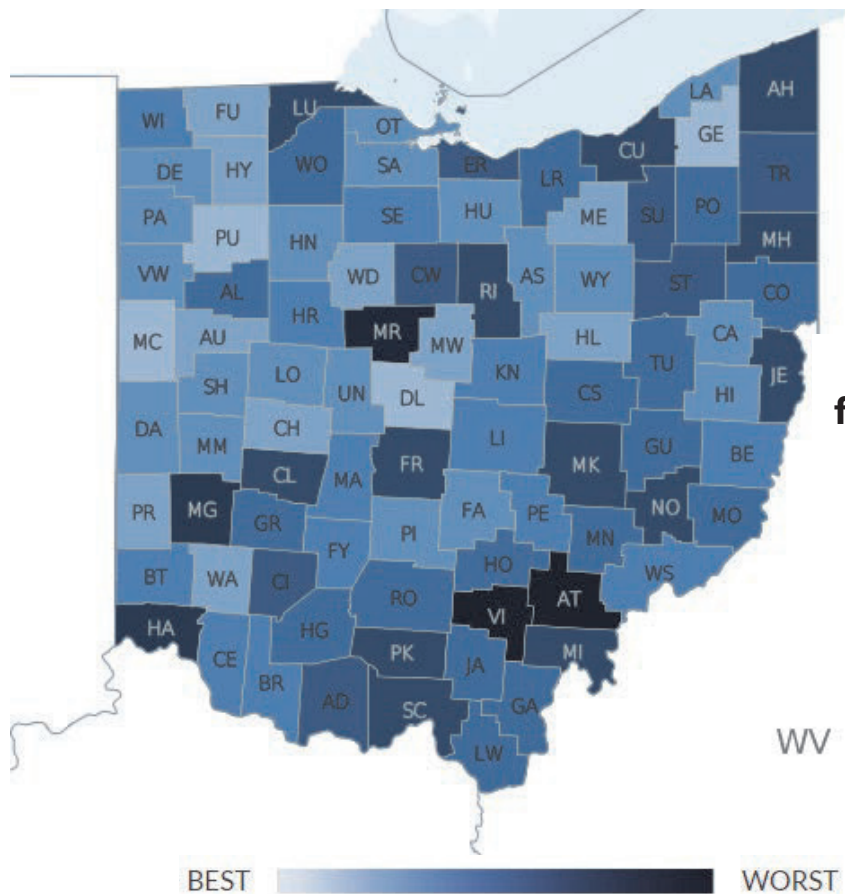 LA
AH
FU
LU
WI
OT
GE
CU
WO
SA
ER
LR
DE
HY
TR
SU
PO
PA
SE
HU
ME
PU
HN
MH
VW
WD
CW
RI
AS
WY
ST
CO
AL
HR
MR
MW
HL
CA
MC
AU
TU
JE
LO
KN
SH
UN
DL
CS
HI
f
DA
CH
LI
GU
BE
MM
FR
MK
CL
MA
PR
MG
GR
FA
PE
NO
MO
PI
FY
MN
BT
WA
CI
HO
WS
RO
AT
VI
HA
HG
PK
JA
MI
CE
BR
AD
SC
GA
WV
LW
BEST WORST